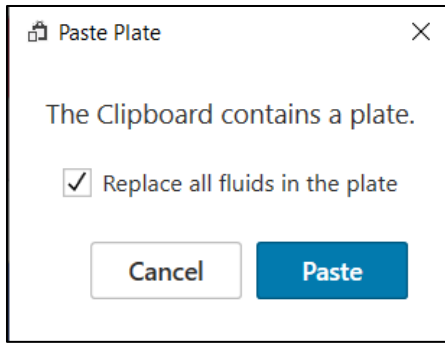 Paste Plate
The Clipboard contains a plate.
Replace all fluids in the plate
Cancel Paste